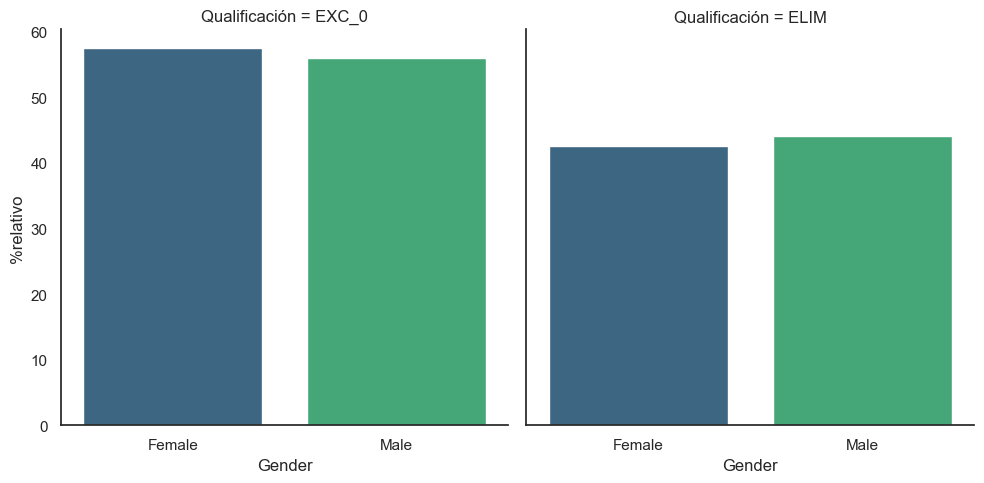 Qualificación = EXC_0
Qualificación = ELIM
60
50
40
30
20
10
0
%relativo
Female
Male
Female
Male
Gender
Gender